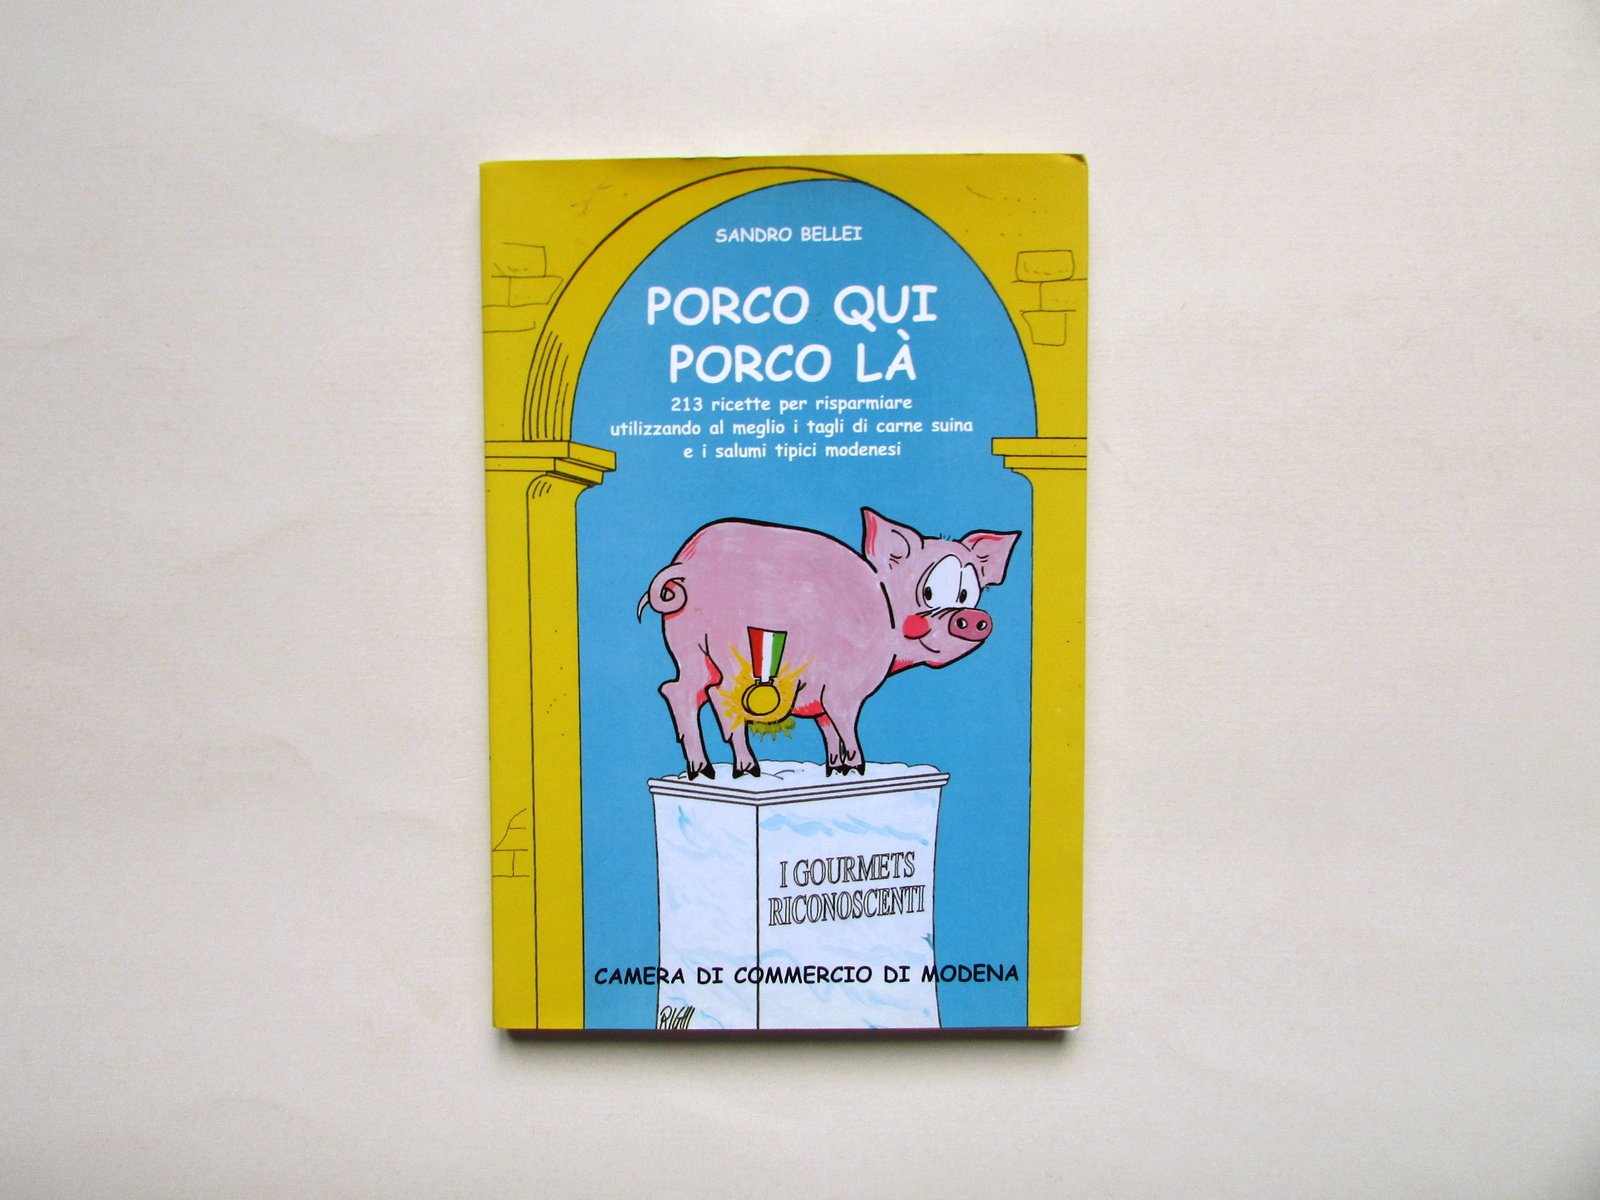 SANDRO BELLEI
PORCO QUI
PORCO LÀ
213 ricette per risparmiare
utilizzando al meglio i tagli di carne suina
e i salumi tipici modenesi
I GOURMETS
RICONOSCENTI
CAMERA DI COMMERCIO DI MODENA
RIGHI